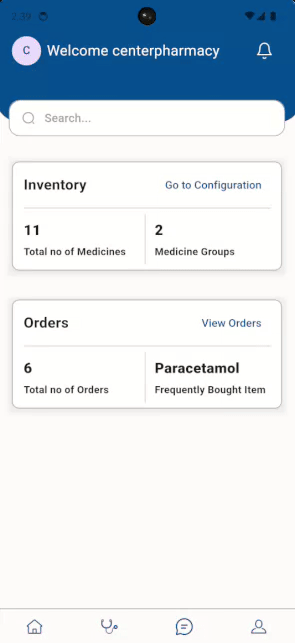 2:39
C Welcome centerpharmacy
Search...
Inventory Go to Configuration
11 2
Total no of Medicines Medicine Groups
Orders View Orders
6 Paracetamol
Total no of Orders Frequently Bought Item